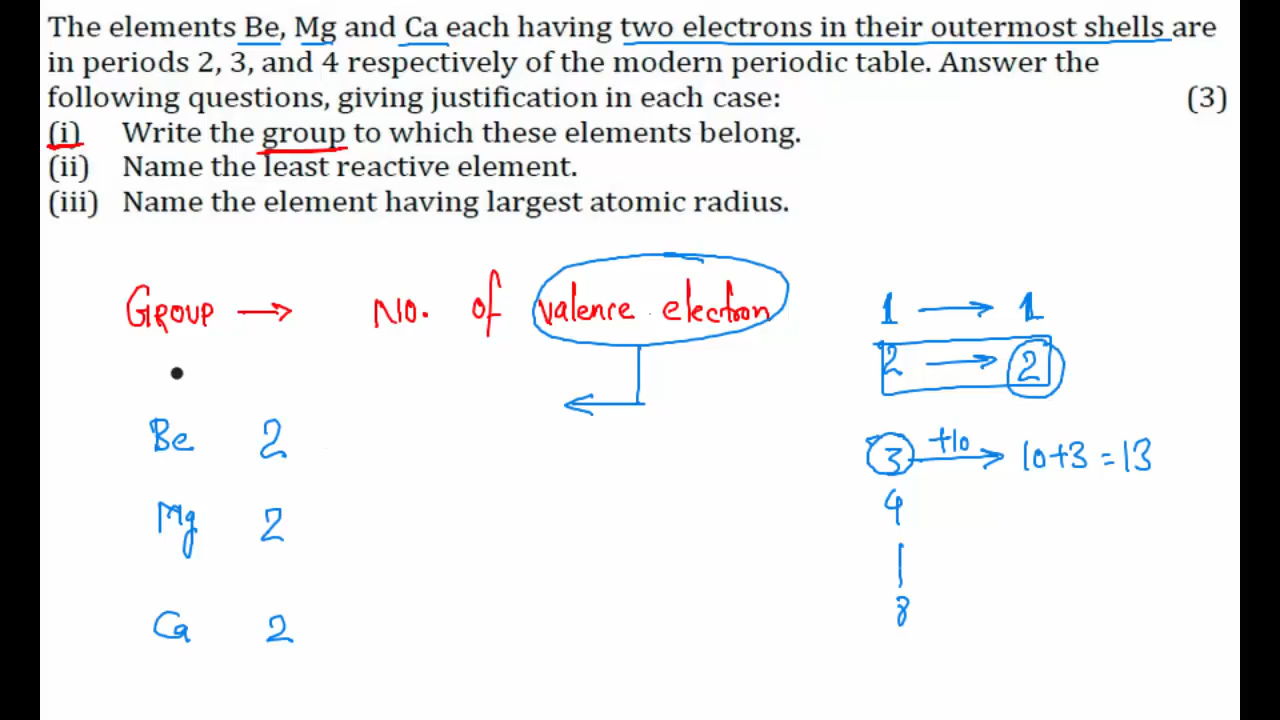 The elements Be, Mg and Ca each having two electrons in their outermost shells are
in periods 2, 3, and 4 respectively of the modern periodic table. Answer the
following questions, giving justification in each case: (3)
(i) Write the group to which these elements belong.
(ii) Name the least reactive element.
(iii) Name the element having largest atomic radius.
GROUP → NO. of valence electron
1 → 1
2 → 2
Be 2
3 +10 → 10+3 = 13
4
Mg 2
8
Ca 2